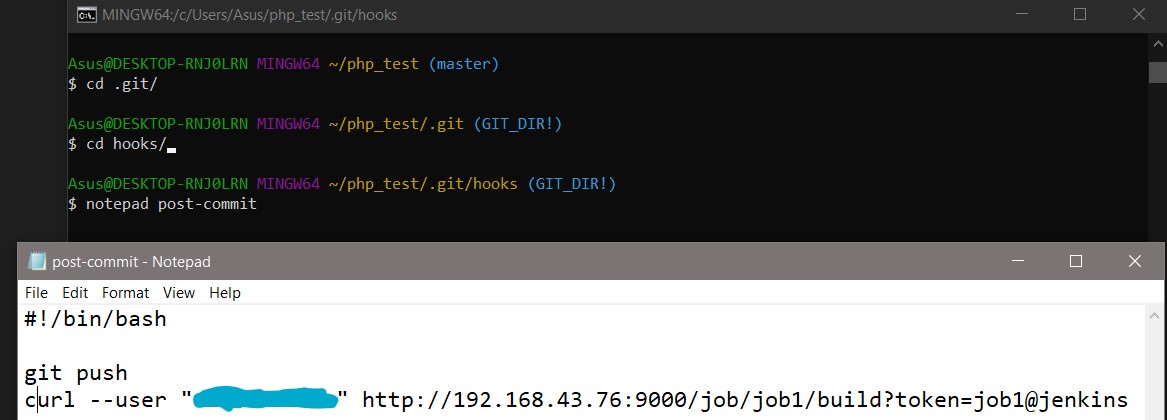 MINGW64:/c/Users/Asus/php_test/.git/hooks
Asus@DESKTOP-RNJ0LRN MINGW64 ~/php_test (master)
$ cd .git/
Asus@DESKTOP-RNJ0LRN MINGW64 ~/php_test/.git (GIT_DIR!)
$ cd hooks/
Asus@DESKTOP-RNJ0LRN MINGW64 ~/php_test/.git/hooks (GIT_DIR!)
$ notepad post-commit
post-commit - Notepad
File Edit Format View Help
#!/bin/bash
git push
curl --user "" http://192.168.43.76:9000/job/job1/build?token=job1@jenkins